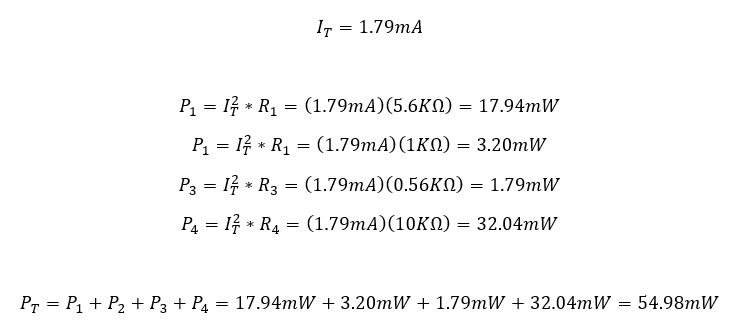 I_T = 1.79mA
P_1 = I_T^2 * R_1 = (1.79mA)(5.6KΩ) = 17.94mW
P_1 = I_T^2 * R_1 = (1.79mA)(1KΩ) = 3.20mW
P_3 = I_T^2 * R_3 = (1.79mA)(0.56KΩ) = 1.79mW
P_4 = I_T^2 * R_4 = (1.79mA)(10KΩ) = 32.04mW
P_T = P_1 + P_2 + P_3 + P_4 = 17.94mW + 3.20mW + 1.79mW + 32.04mW = 54.98mW